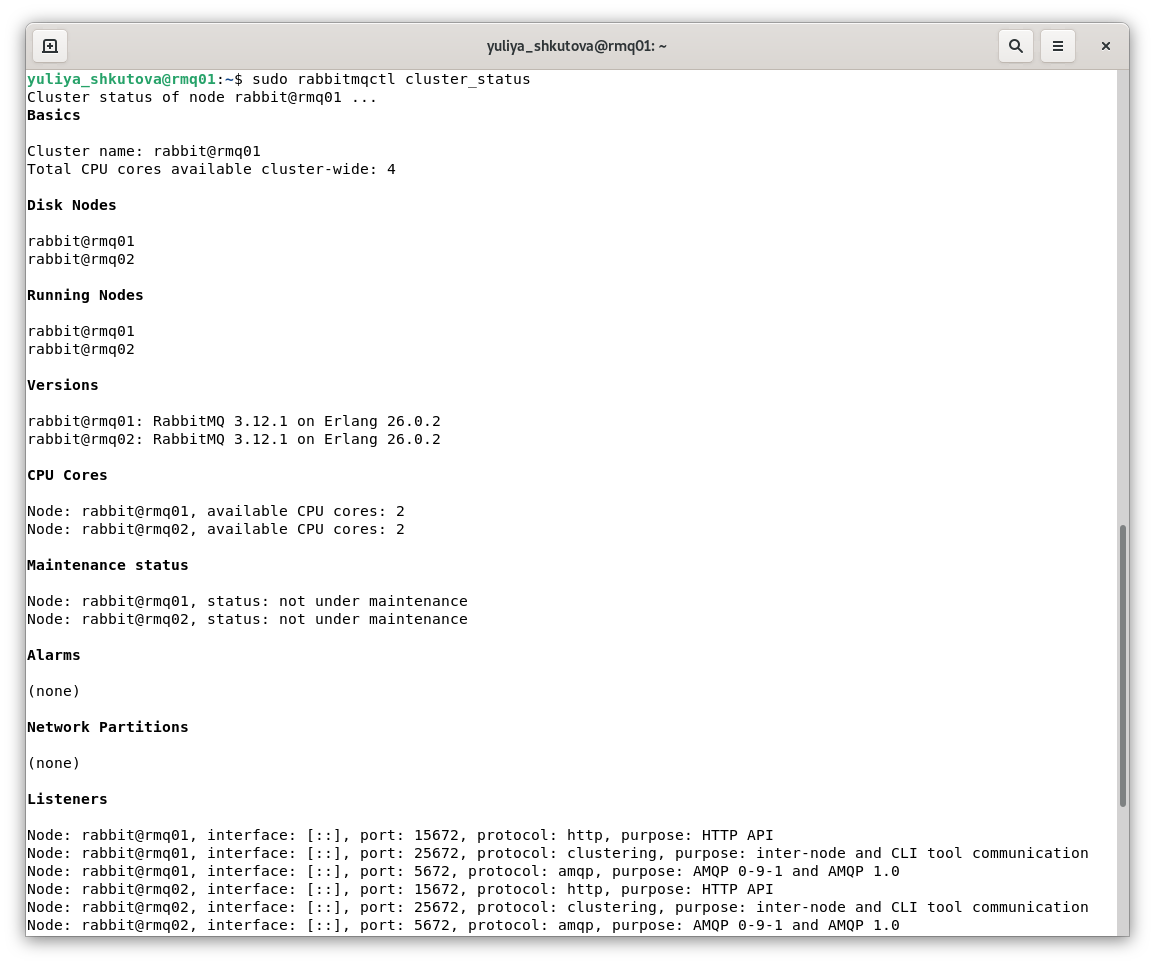 yuliya_shkutova@rmq01: ~
yuliya_shkutova@rmq01:~$ sudo rabbitmqctl cluster_status
Cluster status of node rabbit@rmq01 ...
Basics
Cluster name: rabbit@rmq01
Total CPU cores available cluster-wide: 4
Disk Nodes
rabbit@rmq01
rabbit@rmq02
Running Nodes
rabbit@rmq01
rabbit@rmq02
Versions
rabbit@rmq01: RabbitMQ 3.12.1 on Erlang 26.0.2
rabbit@rmq02: RabbitMQ 3.12.1 on Erlang 26.0.2
CPU Cores
Node: rabbit@rmq01, available CPU cores: 2
Node: rabbit@rmq02, available CPU cores: 2
Maintenance status
Node: rabbit@rmq01, status: not under maintenance
Node: rabbit@rmq02, status: not under maintenance
Alarms
(none)
Network Partitions
(none)
Listeners
Node: rabbit@rmq01, interface: [::], port: 15672, protocol: http, purpose: HTTP API
Node: rabbit@rmq01, interface: [::], port: 25672, protocol: clustering, purpose: inter-node and CLI tool communication
Node: rabbit@rmq01, interface: [::], port: 5672, protocol: amqp, purpose: AMQP 0-9-1 and AMQP 1.0
Node: rabbit@rmq02, interface: [::], port: 15672, protocol: http, purpose: HTTP API
Node: rabbit@rmq02, interface: [::], port: 25672, protocol: clustering, purpose: inter-node and CLI tool communication
Node: rabbit@rmq02, interface: [::], port: 5672, protocol: amqp, purpose: AMQP 0-9-1 and AMQP 1.0